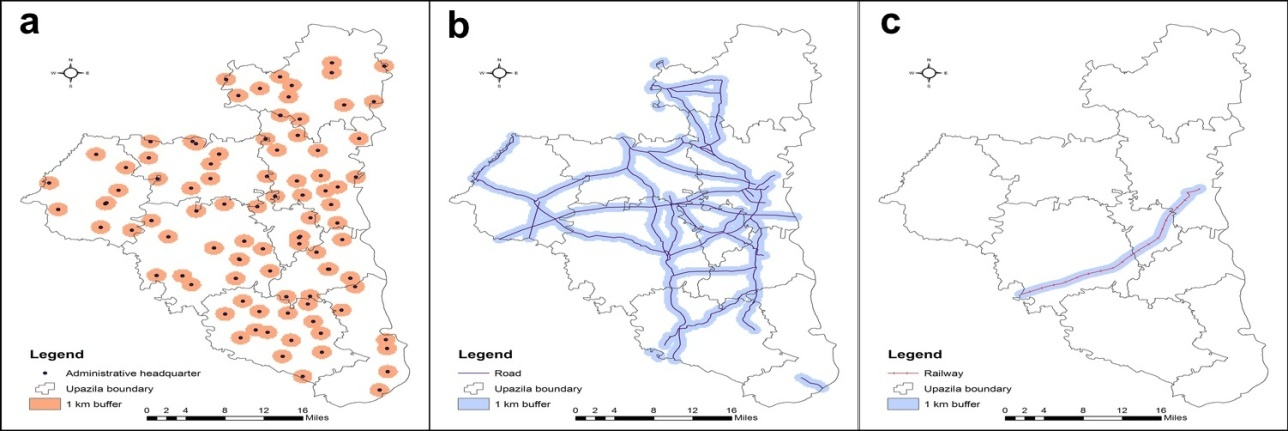 a
N
W E
S
Legend
Administrative headquarter
Upazila boundary
1 km buffer
0 2 4 8 12 16
Miles
b
N
W E
S
Legend
Road
Upazila boundary
1 km buffer
0 2 4 8 12 16
Miles
c
N
W E
S
Legend
Railway
Upazila boundary
1 km buffer
0 2 4 8 12 16
Miles